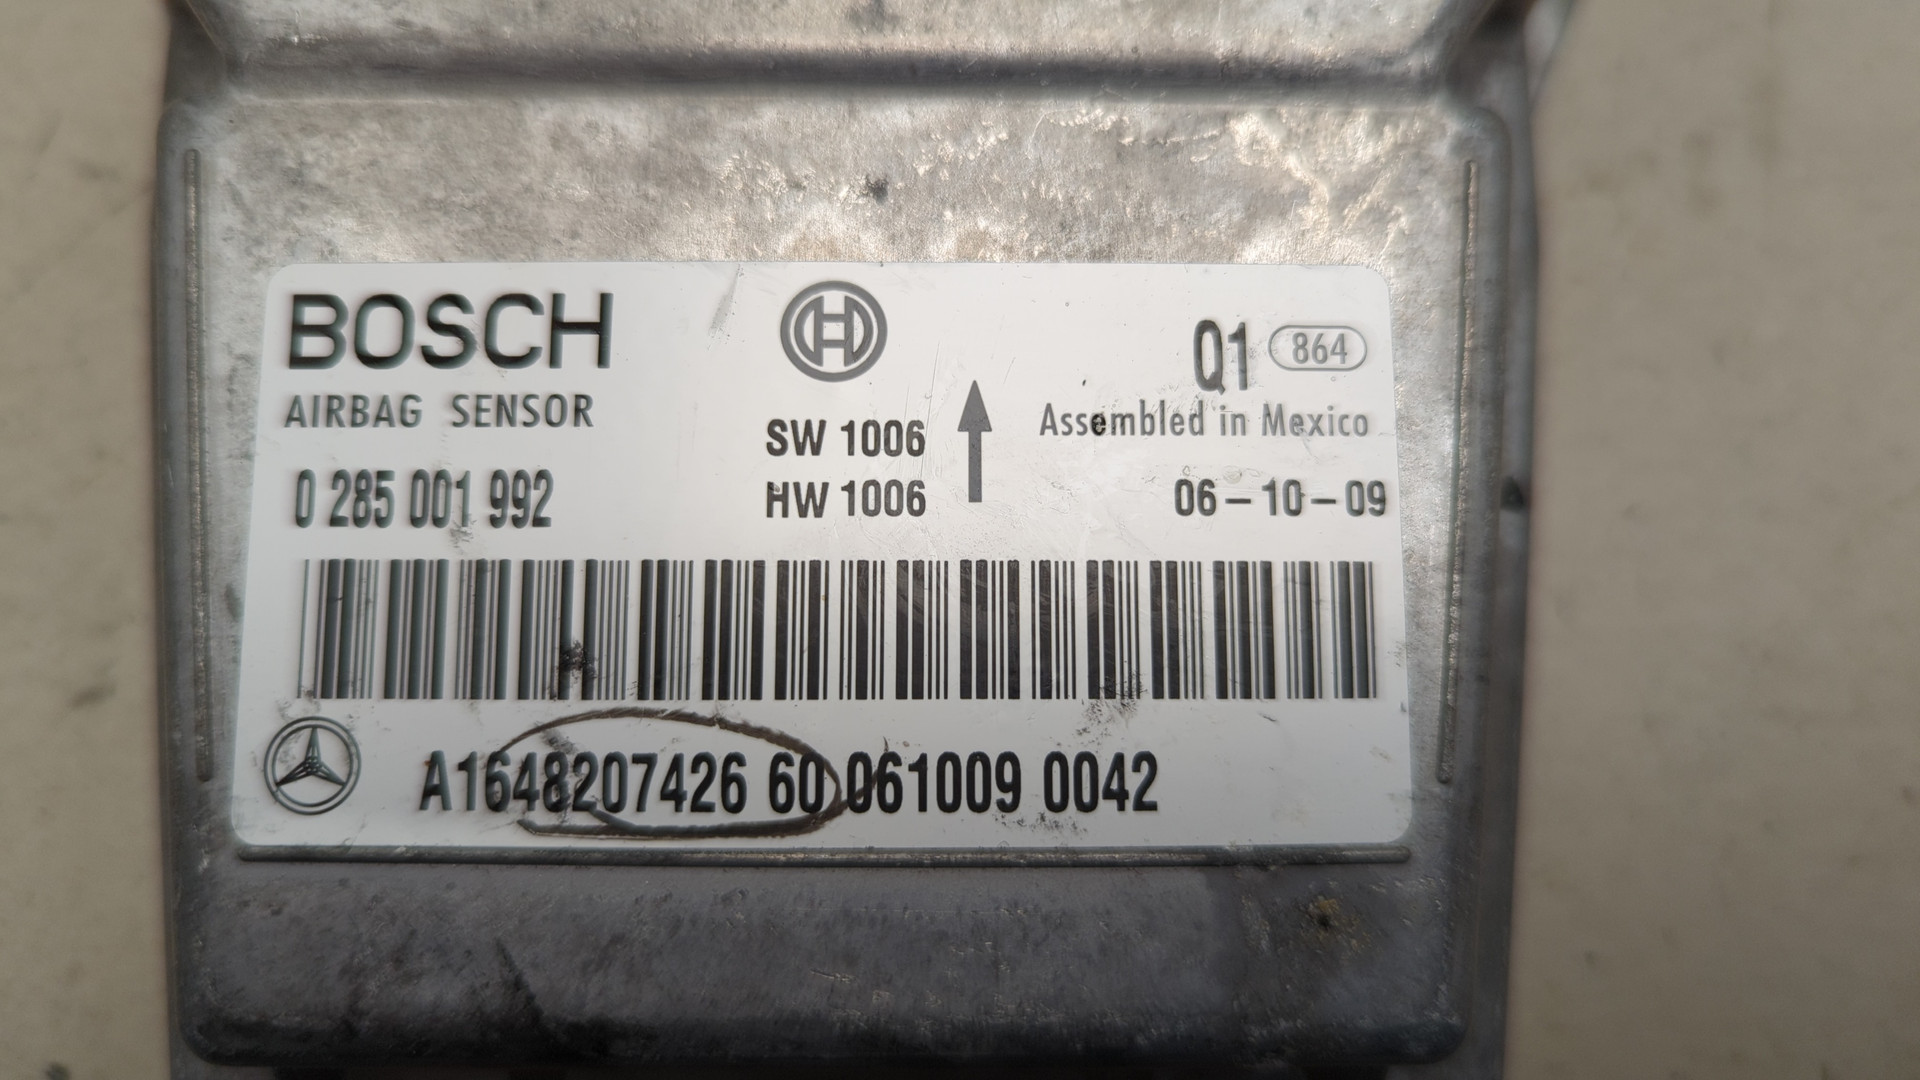 BOSCH
AIRBAG SENSOR
0 285 001 992
SW 1006
HW 1006
Q1 864
Assembled in Mexico
06-10-09
A1648207426 60 061009 0042